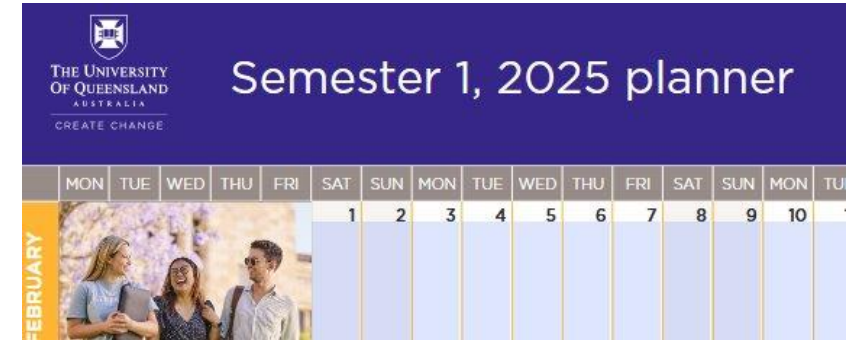 THE UNIVERSITY
OF QUEENSLAND
AUSTRALIA
CREATE CHANGE
Semester 1, 2025 planner
MON TUE WED THU FRI SAT SUN MON TUE WED THU FRI SAT SUN MON
1 2 3 4 5 6 7 8 9 10
FEBRUARY